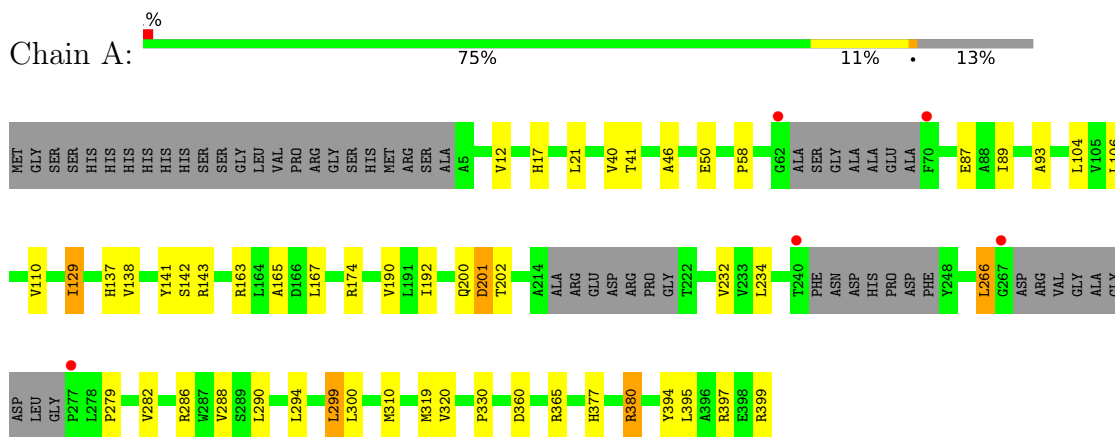 .%
Chain A:
75% 11% • 13%
MET GLY SER SER HIS HIS HIS HIS HIS HIS SER SER GLY LEU VAL PRO ARG GLY SER HIS MET ARG SER ALA A5 V12 H17 L21 V40 T41 A46 E50 P58 G62 ALA SER GLY ALA ALA GLU ALA F70 E87 A88 I89 A93 L104 V105 L106
V110 I129 H137 V138 Y141 S142 R143 R163 L164 A165 D166 L167 R174 V190 L191 I192 Q200 D201 T202 A214 ALA ARG GLU ASP ARG PRO GLY T222 V232 V233 L234 T240 PHE ASN ASP HIS PRO ASP PHE Y248 L266 G267 ASP ARG VAL GLY ALA GLY
ASP LEU GLY P277 L278 P279 V282 R286 W287 V288 S289 L290 L294 L299 L300 M310 M319 V320 P330 D360 R365 H377 R380 Y394 L395 A396 R397 E398 R399